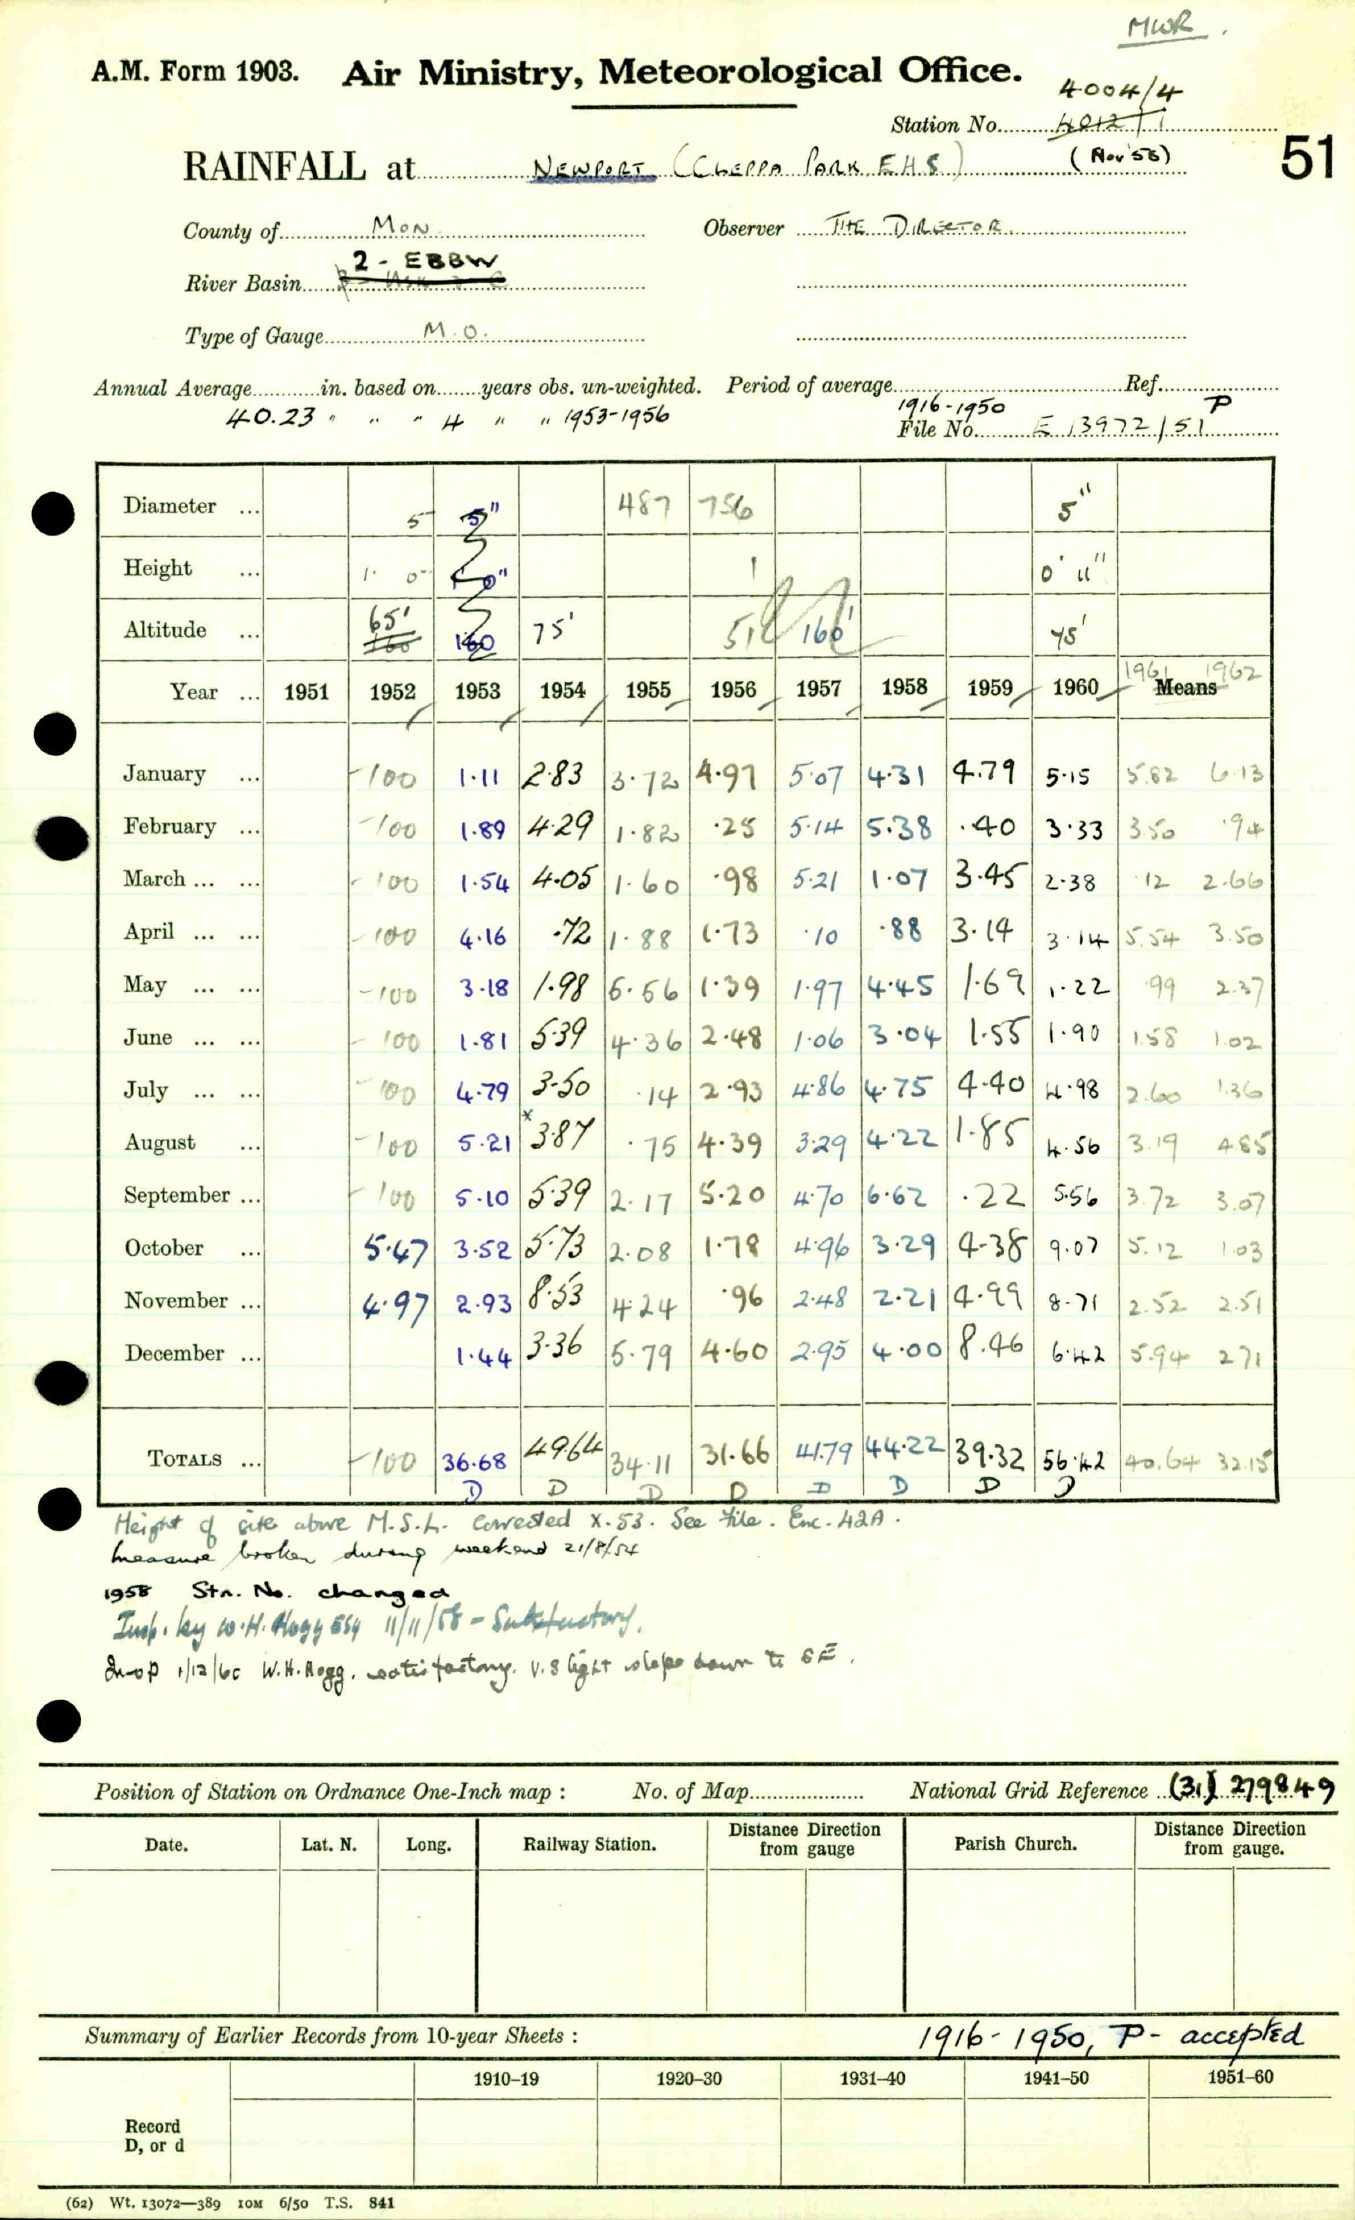 MWR.
A.M. Form 1903. Air Ministry, Meteorological Office.
4004/4
Station No. 4012/1
(Nov '58)
51
RAINFALL at NEWPORT (CLEPPA PARK E.H.S)
County of MON. Observer THE DIRECTOR.
2 - EBBW
River Basin
Type of Gauge M.O.
Annual Average in. based on years obs. un-weighted. Period of average Ref.
40.23 " " " 4 " " 1953-1956 1916-1950 P
File No. E 13972/51
Diameter ... 5 5" 487 756 5"
Height ... 1. 0 1' 0" 0' 11"
Altitude ... 65' 160 160 75' 51 160' 75'
Year ... 1951 1952 1953 1954 1955 1956 1957 1958 1959 1960 Means 1961 1962
January ... -100 1.11 2.83 3.72 4.97 5.07 4.31 4.79 5.15 5.82 6.13
February ... -100 1.89 4.29 1.82 .25 5.14 5.38 .40 3.33 3.50 .94
March ... ... -100 1.54 4.05 1.60 .98 5.21 1.07 3.45 2.38 .12 2.66
April ... ... -100 4.16 .72 1.88 1.73 .10 .88 3.14 3.14 5.54 3.50
May ... ... -100 3.18 1.98 5.56 1.39 1.97 4.45 1.69 1.22 .99 2.37
June ... ... -100 1.81 5.39 4.36 2.48 1.06 3.04 1.55 1.90 1.58 1.02
July ... ... -100 4.79 3.50 .14 2.93 4.86 4.75 4.40 4.98 2.60 1.36
August ... -100 5.21 *3.87 .75 4.39 3.29 4.22 1.85 4.56 3.19 4.85
September ... -100 5.10 5.39 2.17 5.20 4.70 6.62 .22 5.56 3.72 3.07
October ... 5.47 3.52 5.73 2.08 1.78 4.96 3.29 4.38 9.07 5.12 1.03
November ... 4.97 2.93 8.53 4.24 .96 2.48 2.21 4.99 8.71 2.52 2.51
December ... 1.44 3.36 5.79 4.60 2.95 4.00 8.46 6.42 5.94 2.71
TOTALS ... -100 36.68 49.64 34.11 31.66 41.79 44.22 39.32 56.42 40.64 32.15
D D D D D D D D
Height of site above M.S.L. corrected X.53. See File. Enc. 42A.
Measure broken during weekend 21/8/54
1958 Stn. No. changed
Insp. by W.H. Hogg Esq 11/11/58 - Satisfactory.
Insp 1/12/60 W.H. Hogg. satisfactory. V. slight slope down to SE.
Position of Station on Ordnance One-Inch map : No. of Map National Grid Reference (31) 279849
Date. Lat. N. Long. Railway Station. Distance Direction from gauge Parish Church. Distance Direction from gauge.
Summary of Earlier Records from 10-year Sheets : 1916-1950, P - accepted
1910–19 1920–30 1931–40 1941–50 1951–60
Record
D, or d
(62) Wt. 13072—389 10M 6/50 T.S. 841